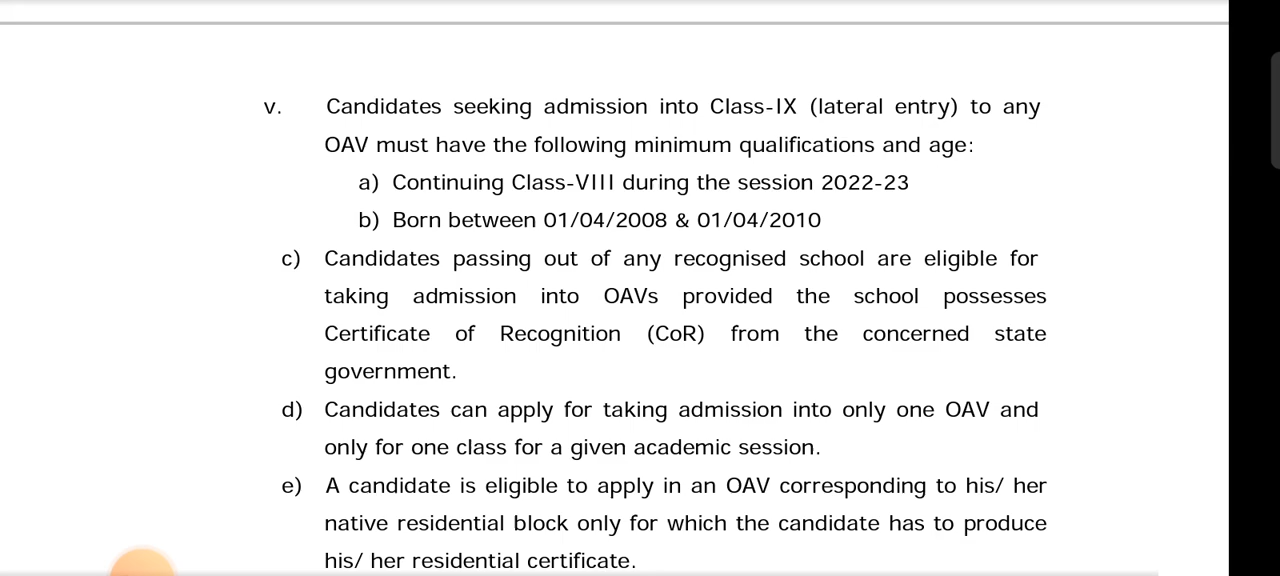 v. Candidates seeking admission into Class-IX (lateral entry) to any
OAV must have the following minimum qualifications and age:
a) Continuing Class-VIII during the session 2022-23
b) Born between 01/04/2008 & 01/04/2010
c) Candidates passing out of any recognised school are eligible for
taking admission into OAVs provided the school possesses
Certificate of Recognition (CoR) from the concerned state
government.
d) Candidates can apply for taking admission into only one OAV and
only for one class for a given academic session.
e) A candidate is eligible to apply in an OAV corresponding to his/ her
native residential block only for which the candidate has to produce
his/ her residential certificate.